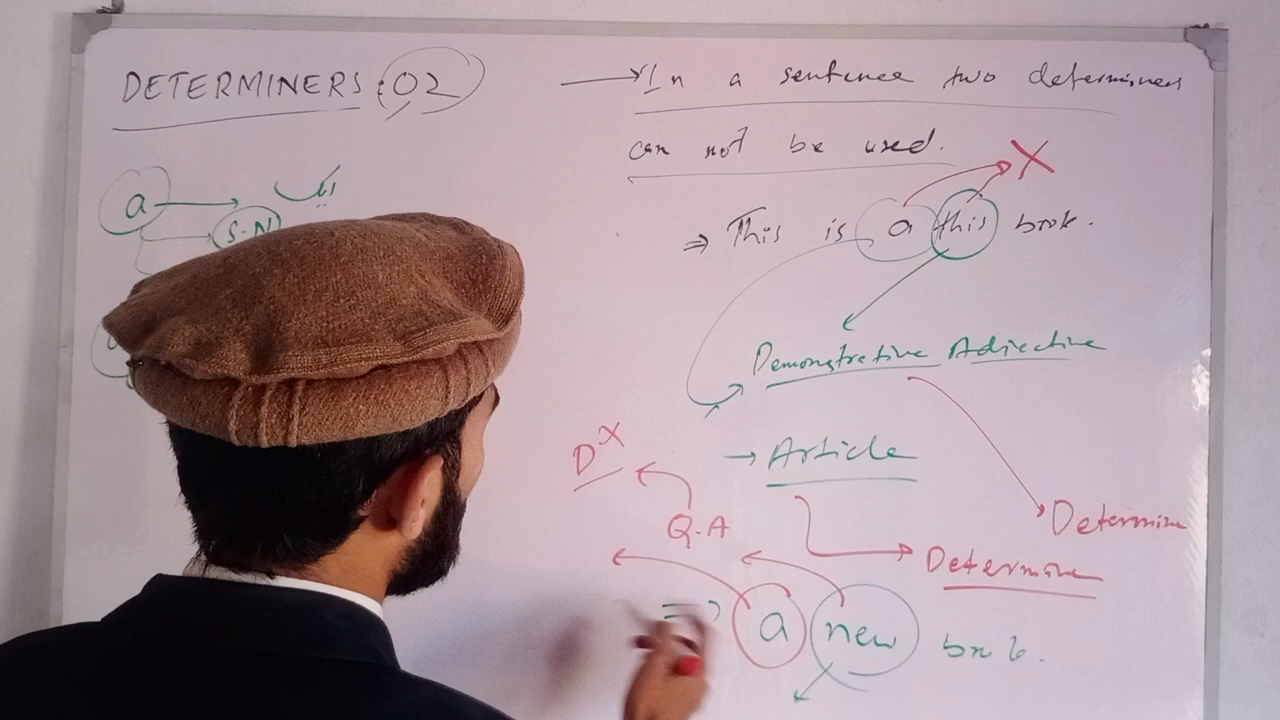 DETERMINERS : 02
a → ایک
S-N
→ In a sentence two determiners
can not be used.
X
⇒ This is a this book.
Demonstrative Adjective
→ Article
D X
Q-A
Determiner
Determiner
⇒ a new book.